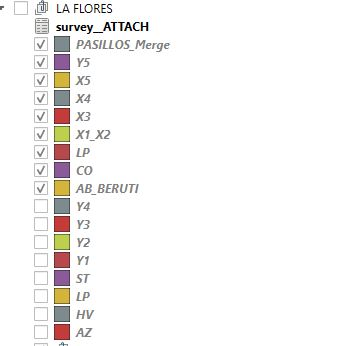 LA FLORES
survey__ATTACH
PASILLOS_Merge
Y5
X5
X4
X3
X1_X2
LP
CO
AB_BERUTI
Y4
Y3
Y2
Y1
ST
LP
HV
AZ